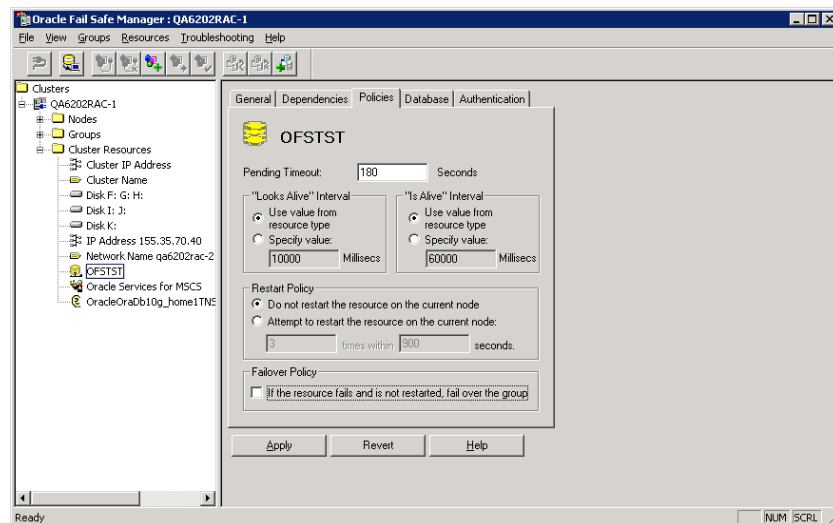 Oracle Fail Safe Manager : QA6202RAC-1
File View Groups Resources Troubleshooting Help
Clusters
QA6202RAC-1
Nodes
Groups
Cluster Resources
Cluster IP Address
Cluster Name
Disk F: G: H:
Disk I: J:
Disk K:
IP Address 155.35.70.40
Network Name qa6202rac-2
OFSTST
Oracle Services for MSCS
OracleOraDb10g_home1TNS
General Dependencies Policies Database Authentication
OFSTST
Pending Timeout: 180 Seconds
"Looks Alive" Interval
Use value from
resource type
Specify value:
10000 Millisecs
"Is Alive" Interval
Use value from
resource type
Specify value:
60000 Millisecs
Restart Policy
Do not restart the resource on the current node
Attempt to restart the resource on the current node:
3 times within 900 seconds.
Failover Policy
If the resource fails and is not restarted, fail over the group
Apply Revert Help
Ready NUM SCRL